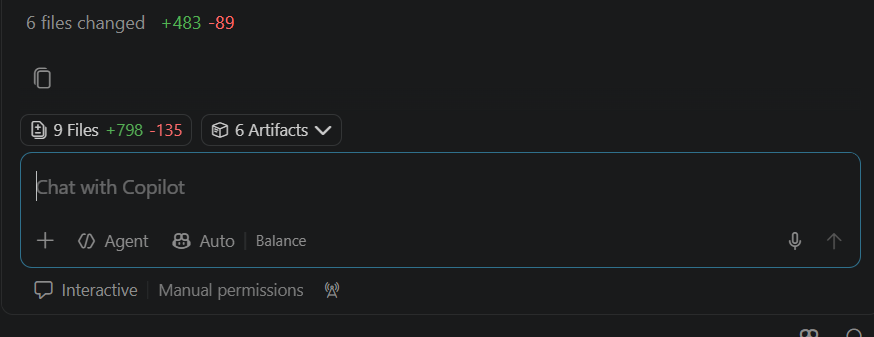 6 files changed +483 -89
9 Files +798 -135 6 Artifacts
Chat with Copilot
Agent Auto Balance
Interactive Manual permissions